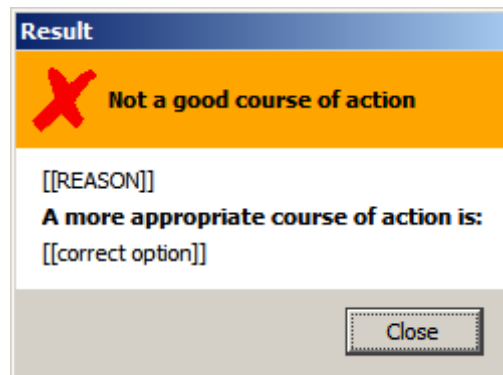 Result
Not a good course of action
[[REASON]]
A more appropriate course of action is:
[[correct option]]
Close